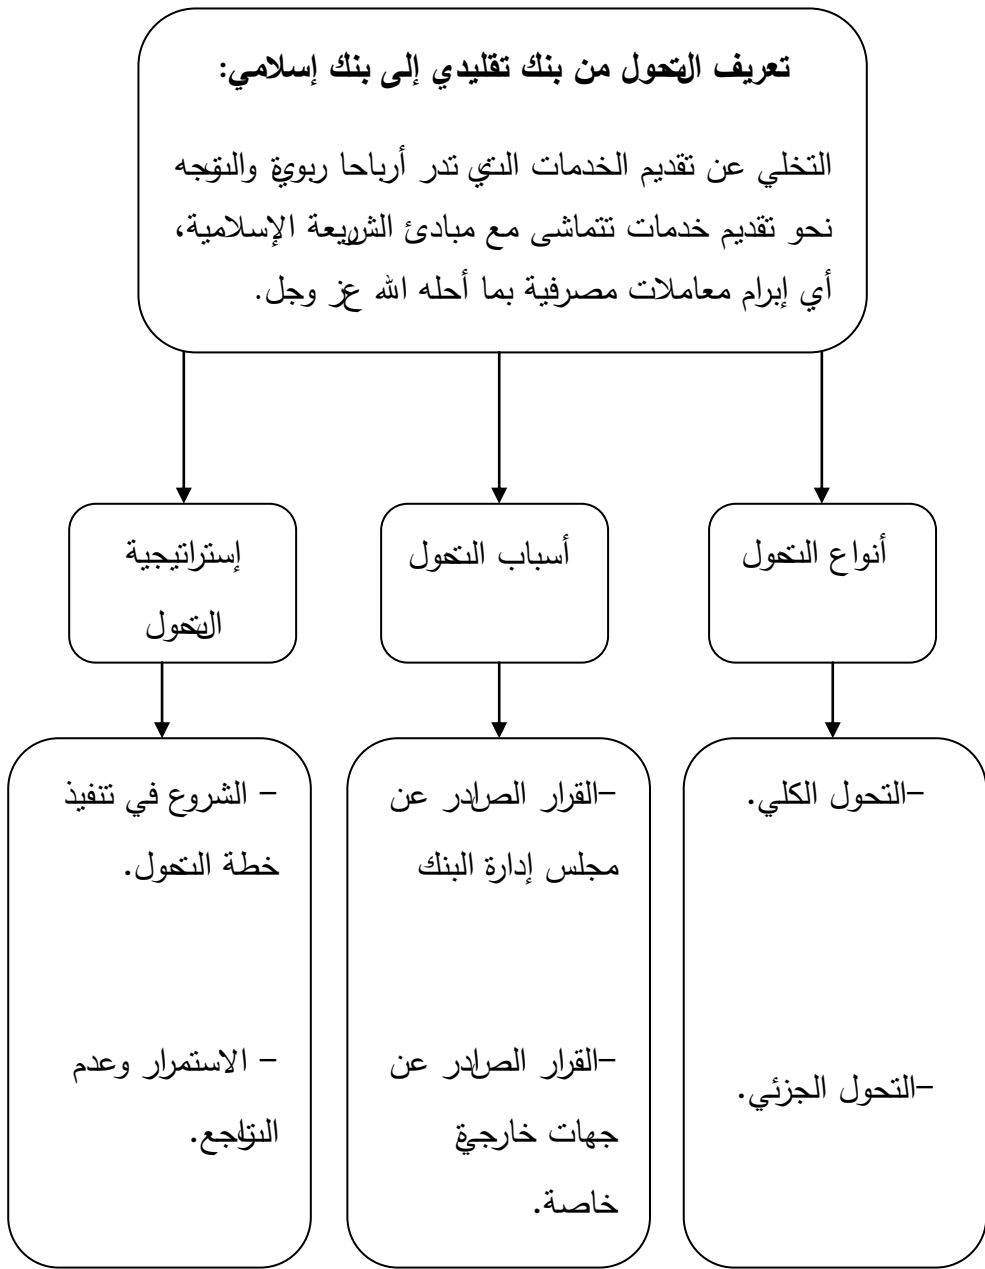 تعريف التحول من بنك تقليدي إلى بنك إسلامي:
التخلي عن تقديم الخدمات التي تدر أرباحا ربوية والتوجه
نحو تقديم خدمات تتماشى مع مبادئ الشريعة الإسلامية،
أي إبرام معاملات مصرفية بما أحله الله عز وجل.
أنواع التحول
أسباب التحول
إستراتيجية
التحول
-التحول الكلي.
-التحول الجزئي.
-القرار الصادر عن
مجلس إدارة البنك
-القرار الصادر عن
جهات خارجية
خاصة.
- الشروع في تنفيذ
خطة التحول.
- الاستمرار وعدم
التراجع.